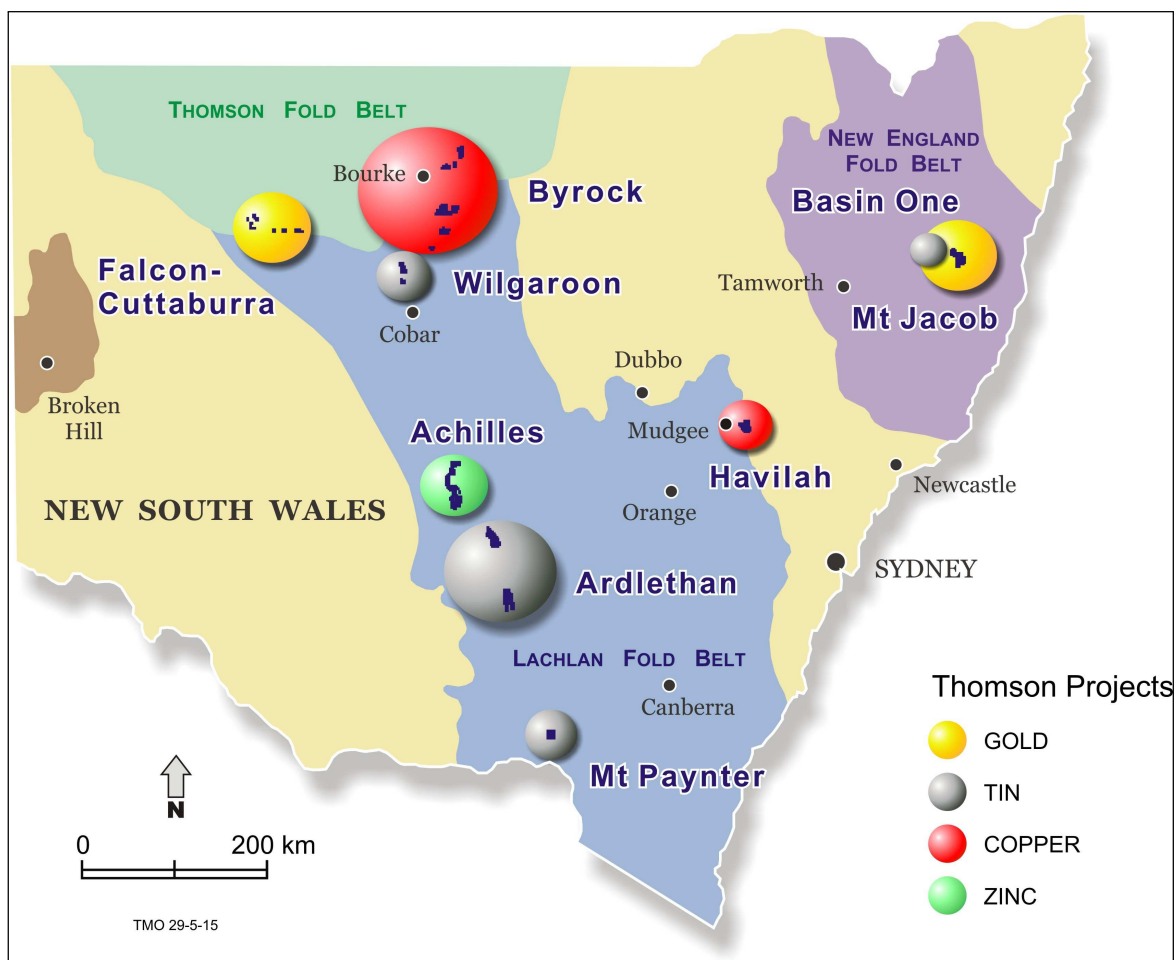 THOMSON FOLD BELT
NEW ENGLAND
FOLD BELT
Bourke
Byrock
Basin One
Falcon-
Cuttaburra
Wilgaroon
Tamworth
Mt Jacob
Cobar
Dubbo
Broken
Hill
Achilles
Mudgee
Havilah
Newcastle
NEW SOUTH WALES
Orange
SYDNEY
Ardlethan
LACHLAN FOLD BELT
Canberra
Mt Paynter
Thomson Projects
GOLD
TIN
COPPER
ZINC
N
0 200 km
TMO 29-5-15